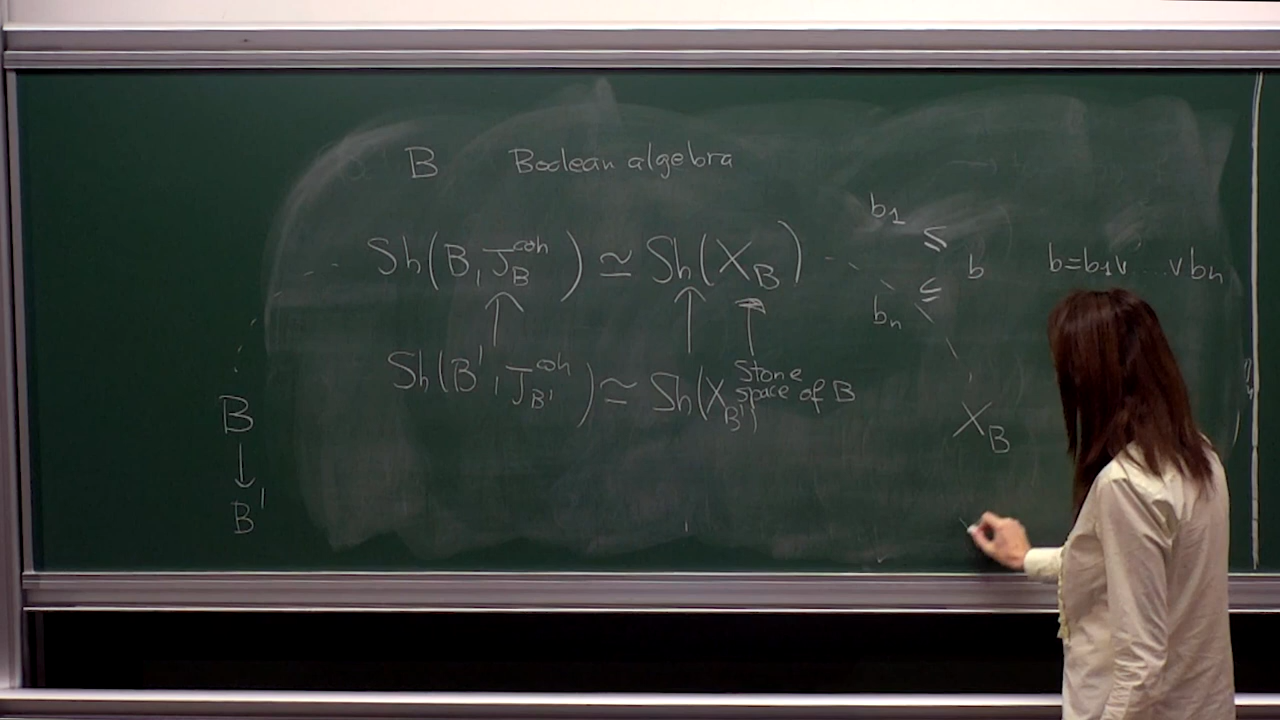 B Boolean algebra
b₁ ≤
Sh(B, J_B^coh) ≃ Sh(X_B) b b=b₁∨ ...∨bₙ
bₙ ≤
Sh(B', J_B'^coh) ≃ Sh(X_B') Stone
space of B
B
X_B
B'